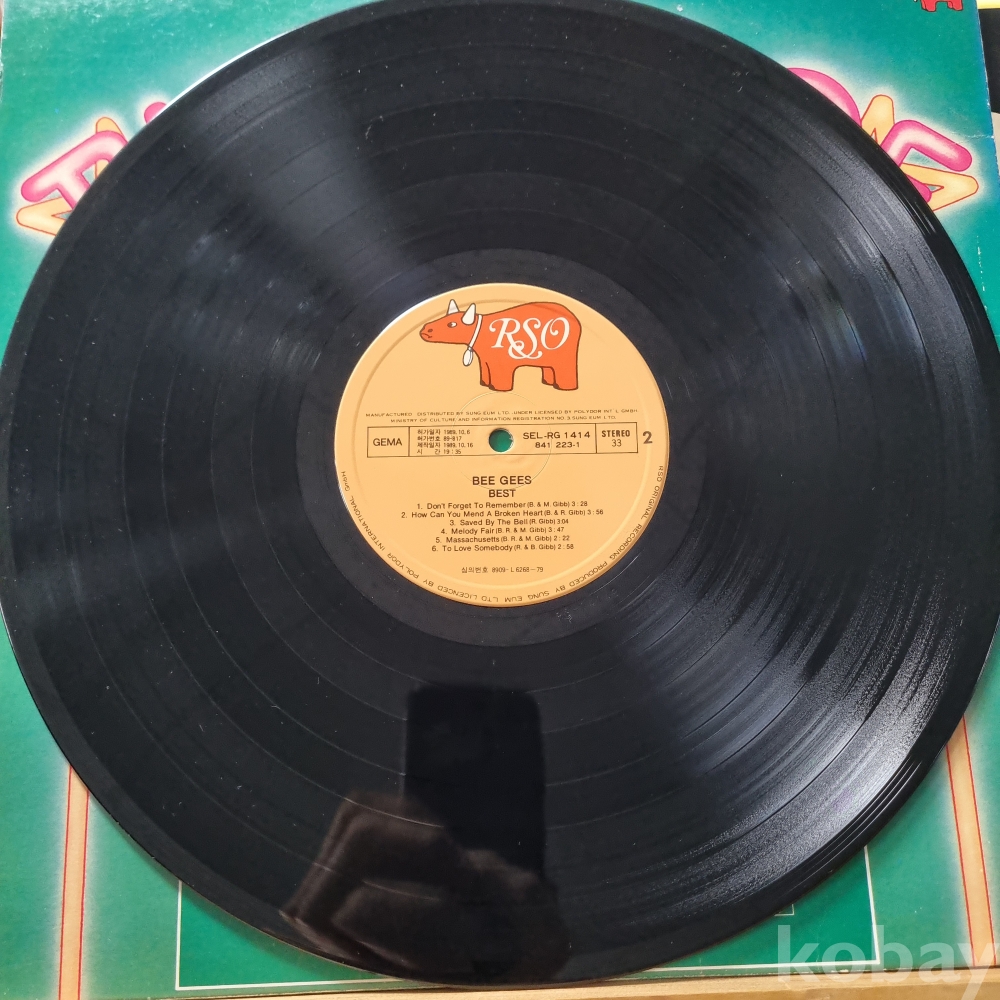 RSO
MANUFACTURED DISTRIBUTED BY SUNG EUM LTD., UNDER LICENSED BY POLYDOR INT'L GMBH
MINISTRY OF CULTURE AND INFORMATION REGISTRATION NO.3 SUNG EUM LTD.
GEMA
허가일자 1989.10.6
허가번호 89-817
제작일자 1989.10.16
시 간 19:35
SEL-RG 1414
841 223-1
STEREO
33
2
BEE GEES
BEST
1. Don't Forget To Remember (B. & M. Gibb) 3 : 28
2. How Can You Mend A Broken Heart (B. & R. Gibb) 3 : 56
3. Saved By The Bell (R. Gibb) 3:04
4. Melody Fair (B. R. & M. Gibb) 3 : 47
5. Massachusetts (B. R. & M. Gibb) 2 : 22
6. To Love Somebody (R. & B. Gibb) 2 : 58
심의번호 8909-L6268-79
RSO ORIGINAL RECORDING PRODUCED BY SUNG EUM LTD LICENCED BY POLYDOR INTERNATIONAL GMBH
kobay